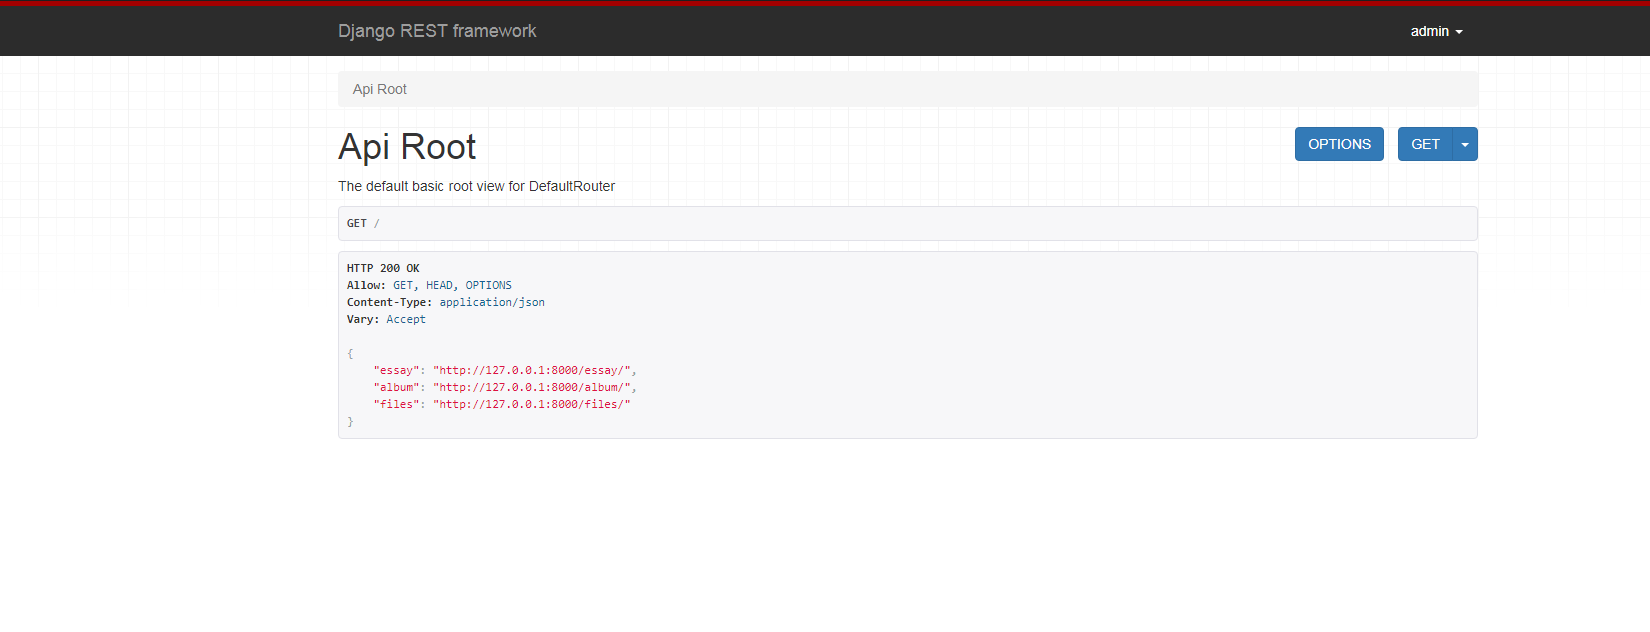 Django REST framework
admin
Api Root
Api Root
OPTIONS
GET
The default basic root view for DefaultRouter
GET /
HTTP 200 OK
Allow: GET, HEAD, OPTIONS
Content-Type: application/json
Vary: Accept
{
    "essay": "http://127.0.0.1:8000/essay/",
    "album": "http://127.0.0.1:8000/album/",
    "files": "http://127.0.0.1:8000/files/"
}